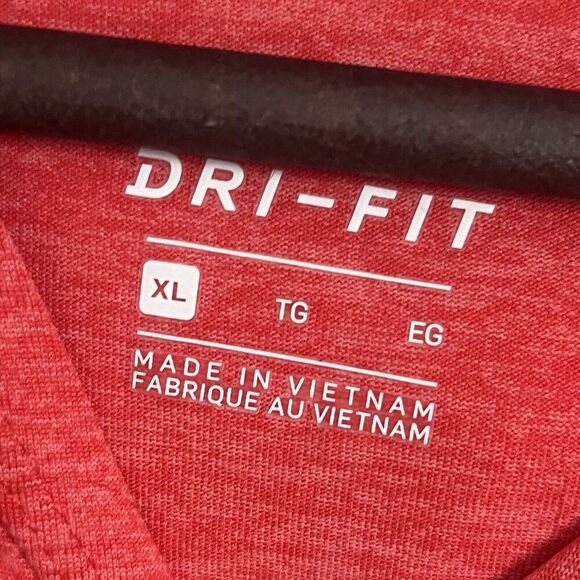 DRI-FIT
XL TG EG
MADE IN VIETNAM
FABRIQUE AU VIETNAM